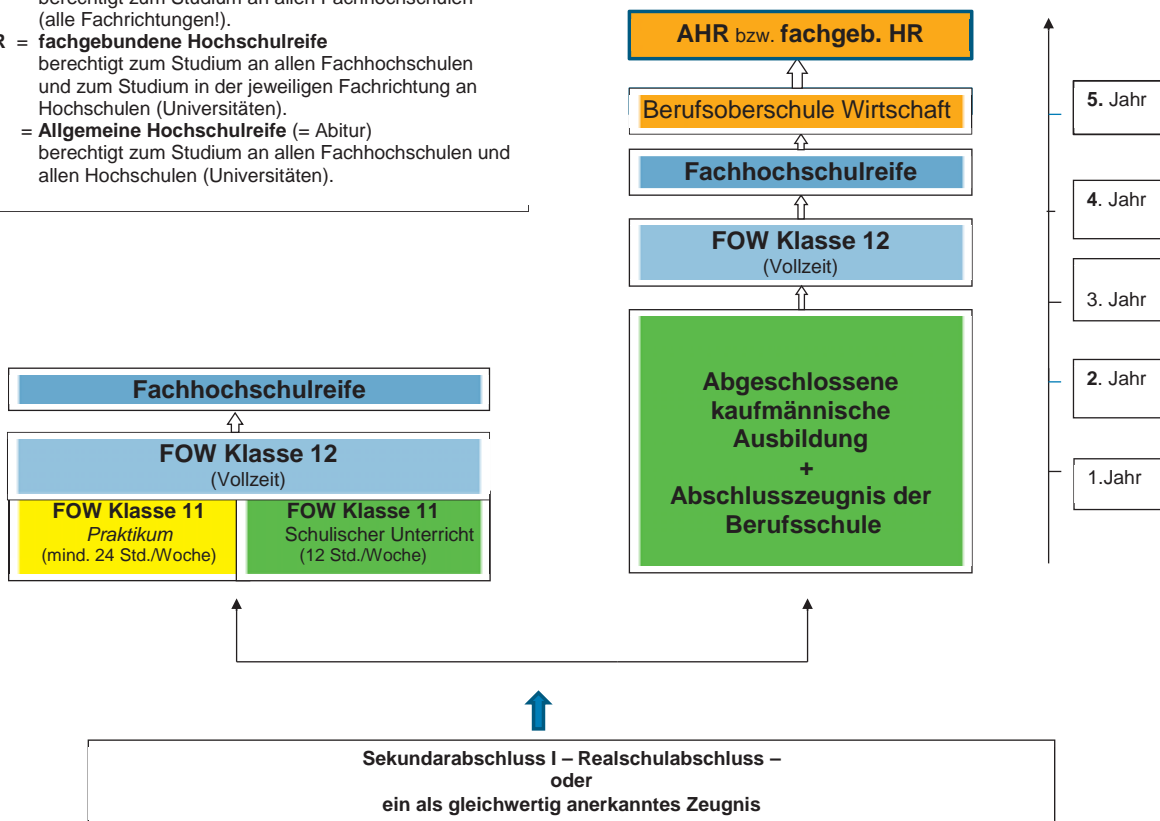 berechtigt zum Studium an allen Fachhochschulen
(alle Fachrichtungen!).
R = fachgebundene Hochschulreife
berechtigt zum Studium an allen Fachhochschulen
und zum Studium in der jeweiligen Fachrichtung an
Hochschulen (Universitäten).
= Allgemeine Hochschulreife (= Abitur)
berechtigt zum Studium an allen Fachhochschulen und
allen Hochschulen (Universitäten).
AHR bzw. fachgeb. HR
Berufsoberschule Wirtschaft
Fachhochschulreife
FOW Klasse 12
(Vollzeit)
Abgeschlossene
kaufmännische
Ausbildung
+
Abschlusszeugnis der
Berufsschule
5. Jahr
4. Jahr
3. Jahr
2. Jahr
1.Jahr
Fachhochschulreife
FOW Klasse 12
(Vollzeit)
FOW Klasse 11
Praktikum
(mind. 24 Std./Woche)
FOW Klasse 11
Schulischer Unterricht
(12 Std./Woche)
Sekundarabschluss I – Realschulabschluss –
oder
ein als gleichwertig anerkanntes Zeugnis